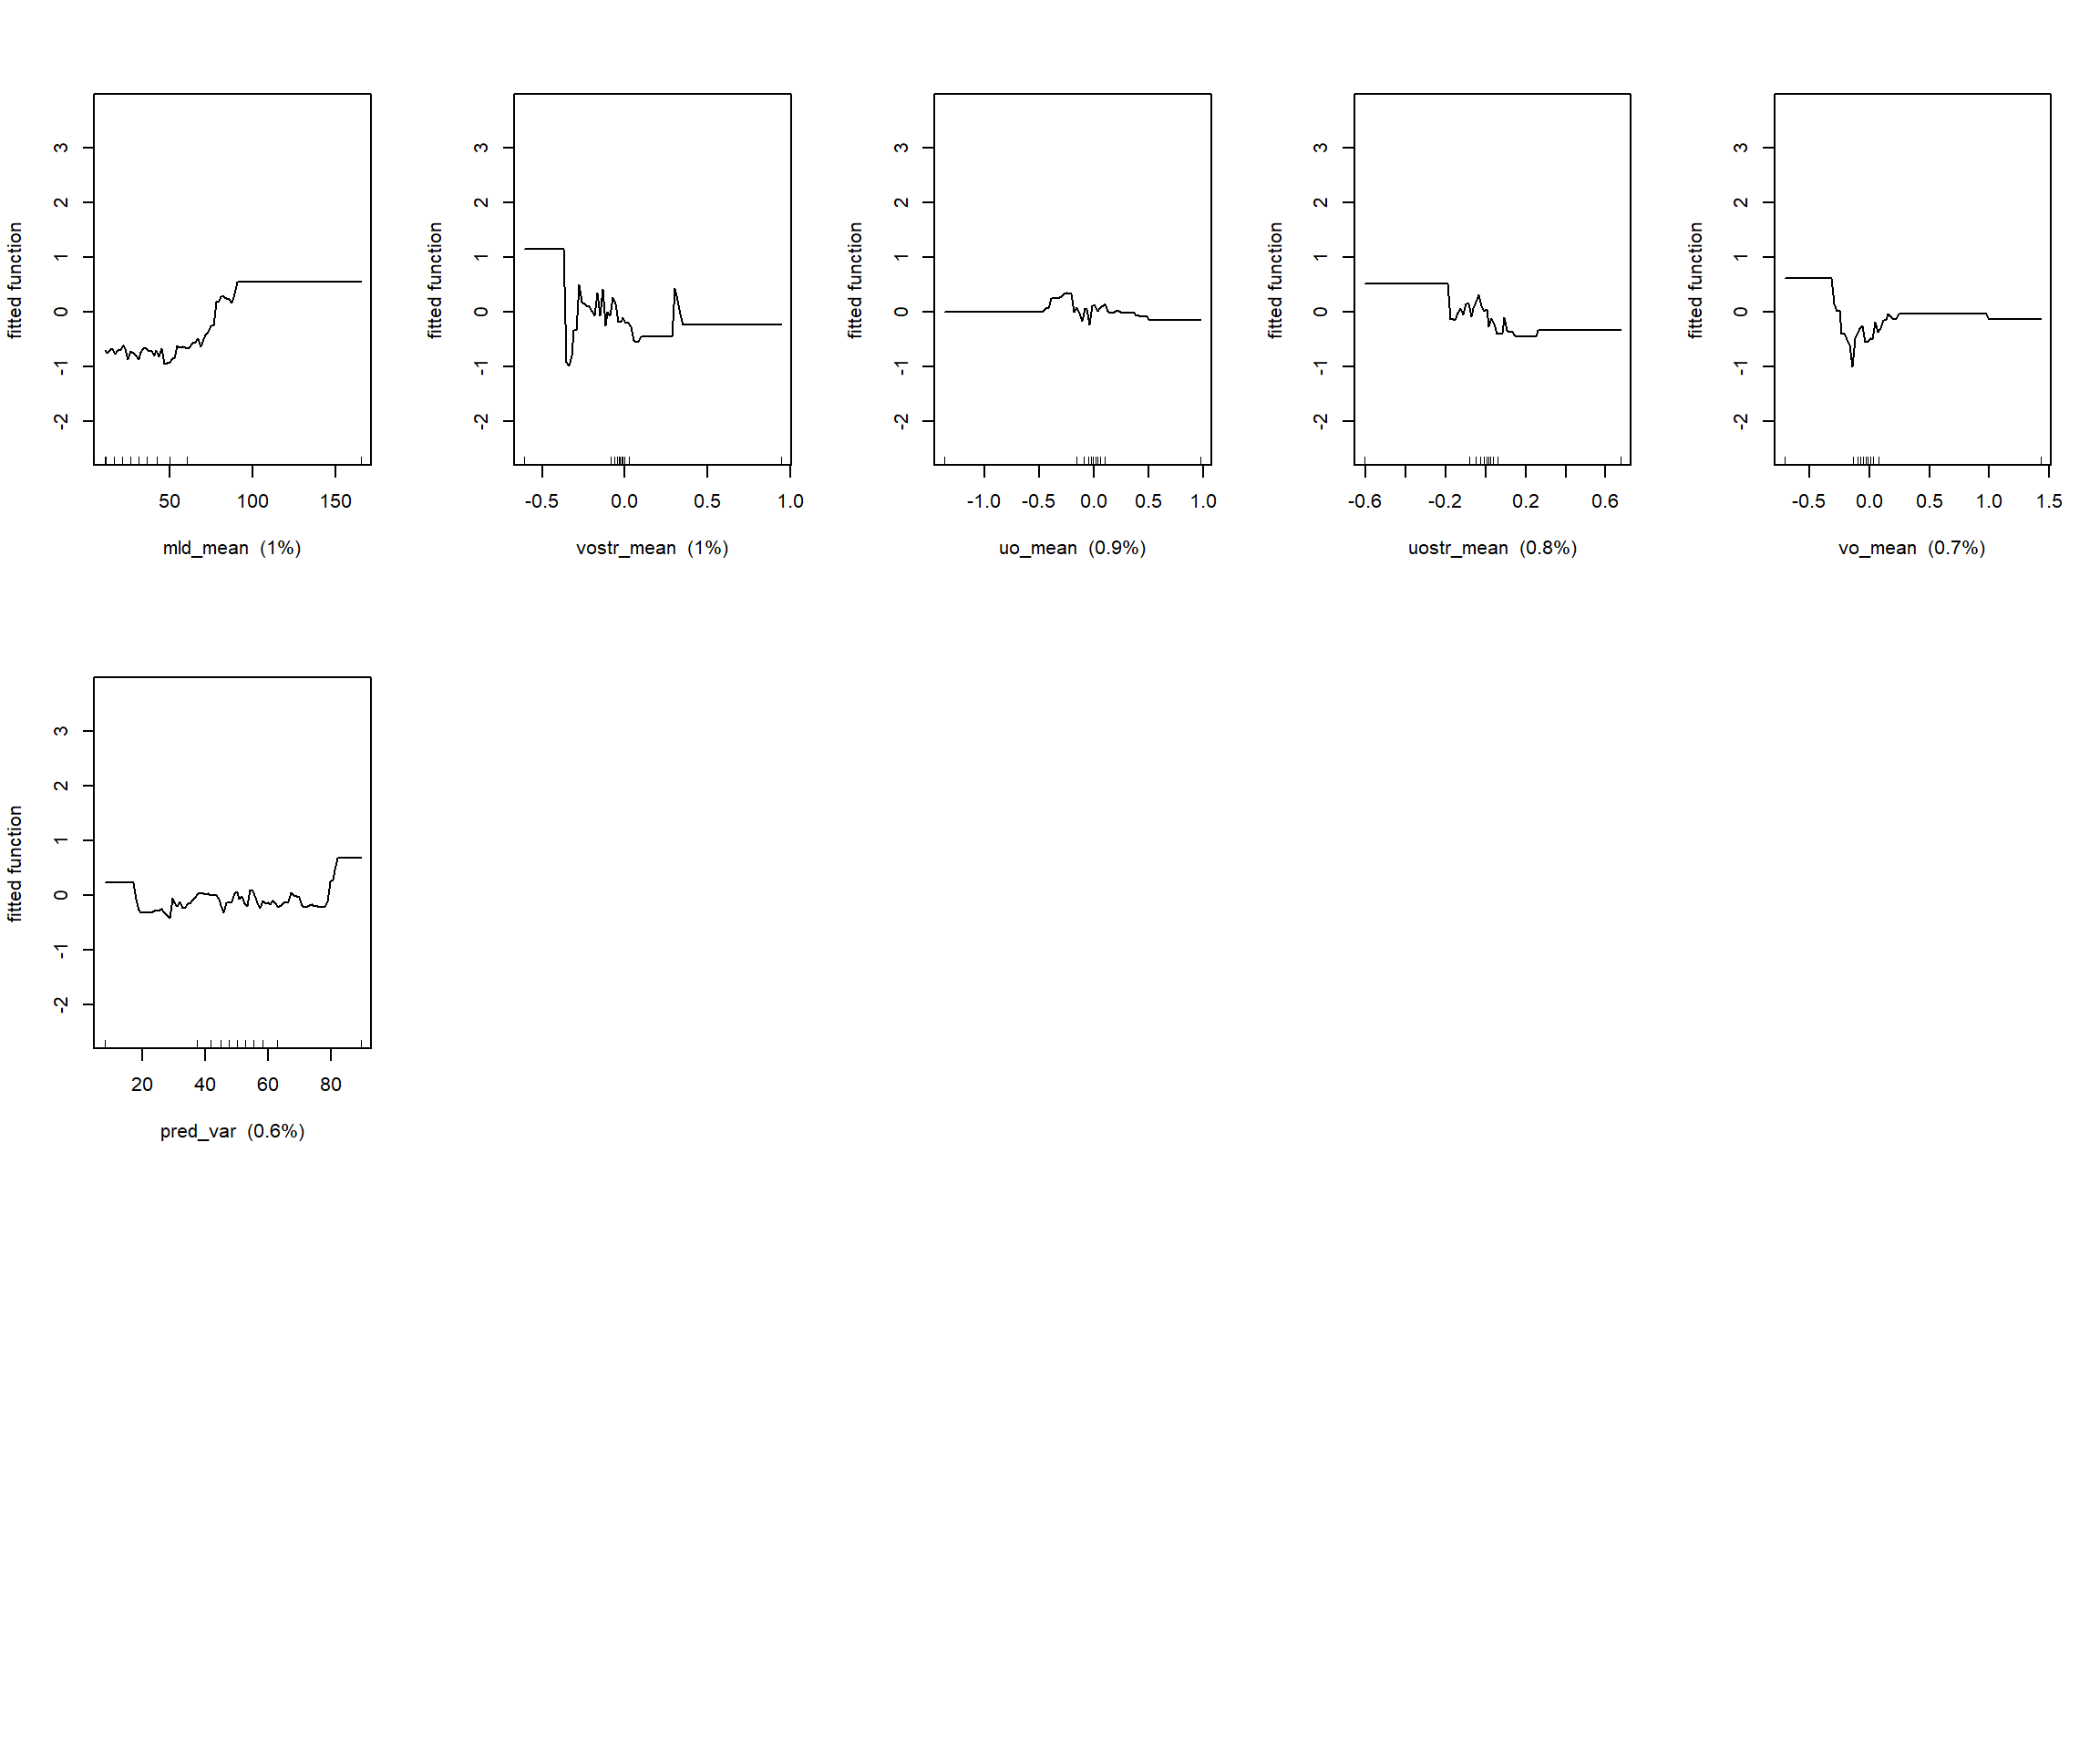 fitted function
3
2
1
0
-1
-2
50 100 150
mld_mean (1%)
fitted function
3
2
1
0
-1
-2
-0.5 0.0 0.5 1.0
vostr_mean (1%)
fitted function
3
2
1
0
-1
-2
-1.0 -0.5 0.0 0.5 1.0
uo_mean (0.9%)
fitted function
3
2
1
0
-1
-2
-0.6 -0.2 0.2 0.6
uostr_mean (0.8%)
fitted function
3
2
1
0
-1
-2
-0.5 0.0 0.5 1.0 1.5
vo_mean (0.7%)
fitted function
3
2
1
0
-1
-2
20 40 60 80
pred_var (0.6%)